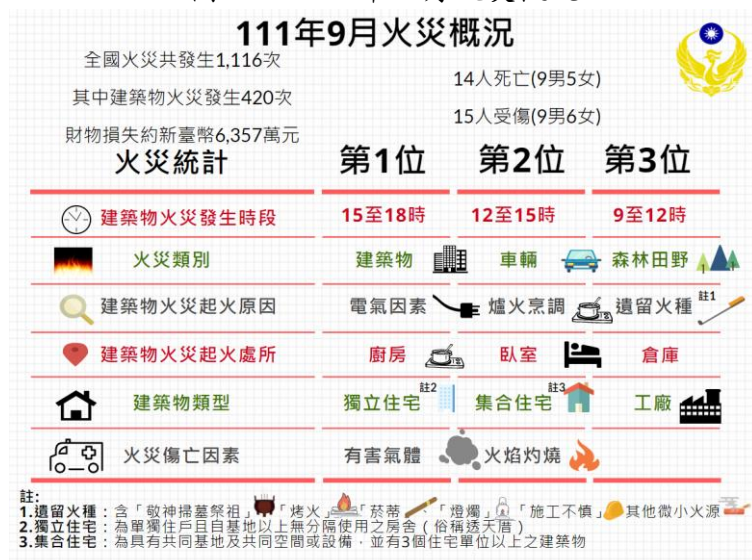 111年9月火災概況
全國火災共發生1,116次
其中建築物火災發生420次
財物損失約新臺幣6,357萬元
14人死亡(9男5女)
15人受傷(9男6女)
火災統計 第1位 第2位 第3位
建築物火災發生時段 15至18時 12至15時 9至12時
火災類別 建築物 車輛 森林田野
建築物火災起火原因 電氣因素 爐火烹調 遺留火種 註1
建築物火災起火處所 廚房 臥室 倉庫
建築物類型 獨立住宅 註2 集合住宅 註3 工廠
火災傷亡因素 有害氣體 火焰灼燒
註:
1.遺留火種：含「敬神掃墓祭祖」、「烤火」、「菸蒂」、「燈燭」、「施工不慎」其他微小火源
2.獨立住宅：為單獨住戶且自基地以上無分隔使用之房舍（俗稱透天厝）
3.集合住宅：為具有共同基地及共同空間或設備，並有3個住宅單位以上之建築物